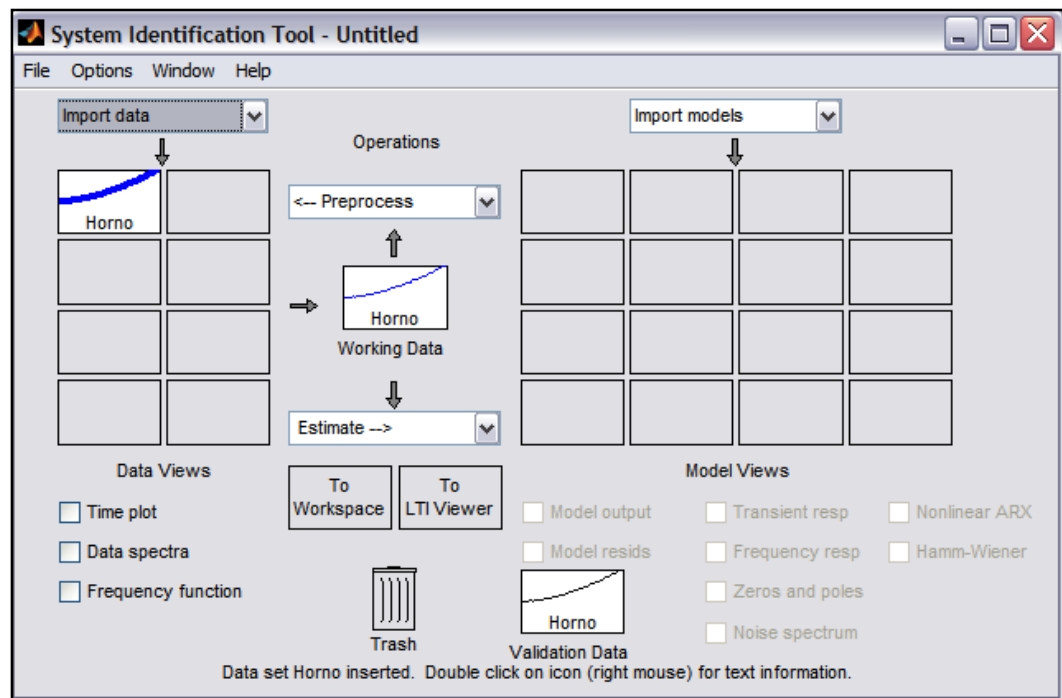 System Identification Tool - Untitled
File Options Window Help
Import data
Import models
Operations
Horno
<-- Preprocess
Horno
Working Data
Estimate -->
Data Views
Model Views
To Workspace
To LTI Viewer
Time plot
Data spectra
Frequency function
Model output
Transient resp
Nonlinear ARX
Model resids
Frequency resp
Hamm-Wiener
Zeros and poles
Noise spectrum
Trash
Horno
Validation Data
Data set Horno inserted. Double click on icon (right mouse) for text information.